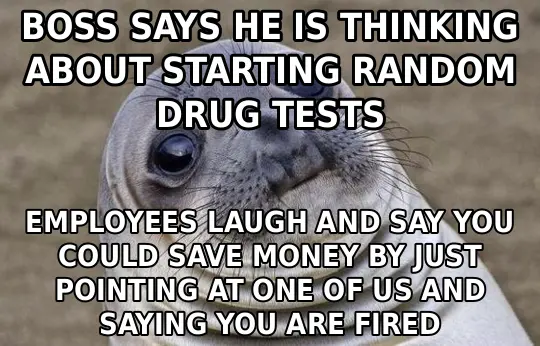 BOSS SAYS HE IS THINKING
ABOUT STARTING RANDOM
DRUG TESTS
EMPLOYEES LAUGH AND SAY YOU
COULD SAVE MONEY BY JUST
POINTING AT ONE OF US AND
SAYING YOU ARE FIRED